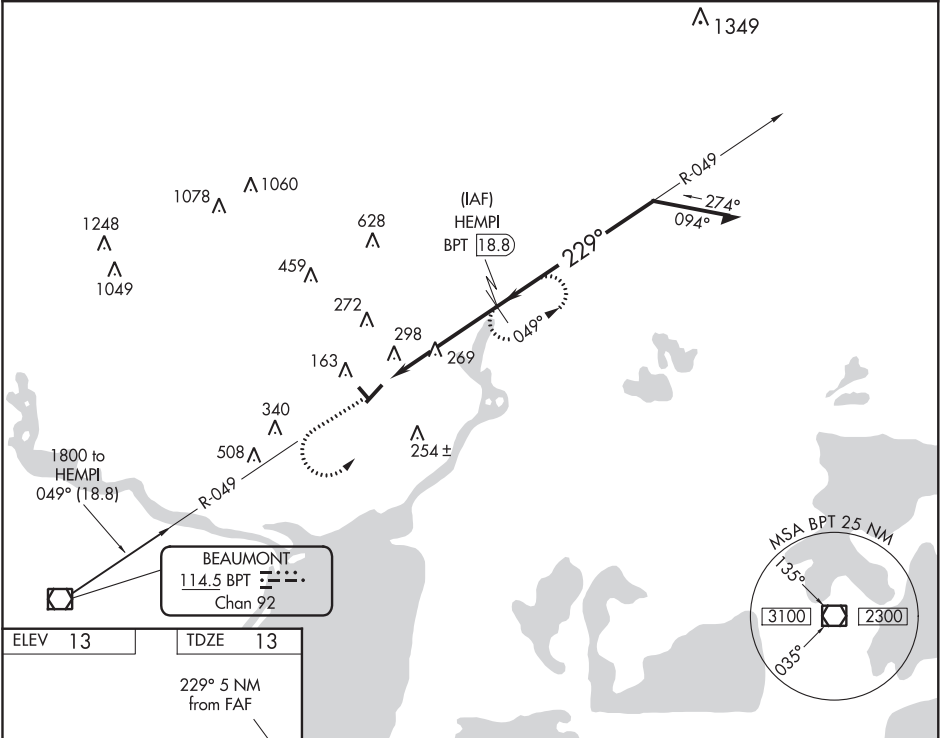 1349
R-049
274°
094°
(IAF)
HEMPI
BPT 18.8
229°
049°
1078
1060
1248
1049
628
459
272
298
269
163
340
508
254 ±
1800 to
HEMPI
049° (18.8)
R-049
BEAUMONT
114.5 BPT
Chan 92
MSA BPT 25 NM
135°
3100
2300
035°
ELEV 13
TDZE 13
229° 5 NM
from FAF